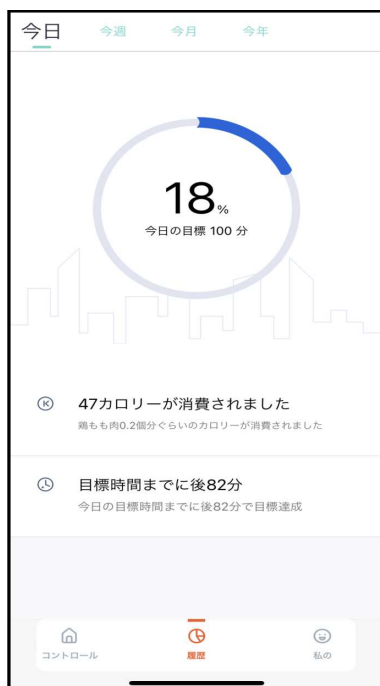 今日 今週 今月 今年
18%
今日の目標 100 分
47カロリーが消費されました
鶏もも肉0.2個分ぐらいのカロリーが消費されました
目標時間までに後82分
今日の目標時間までに後82分で目標達成
コントロール 履歴 私の